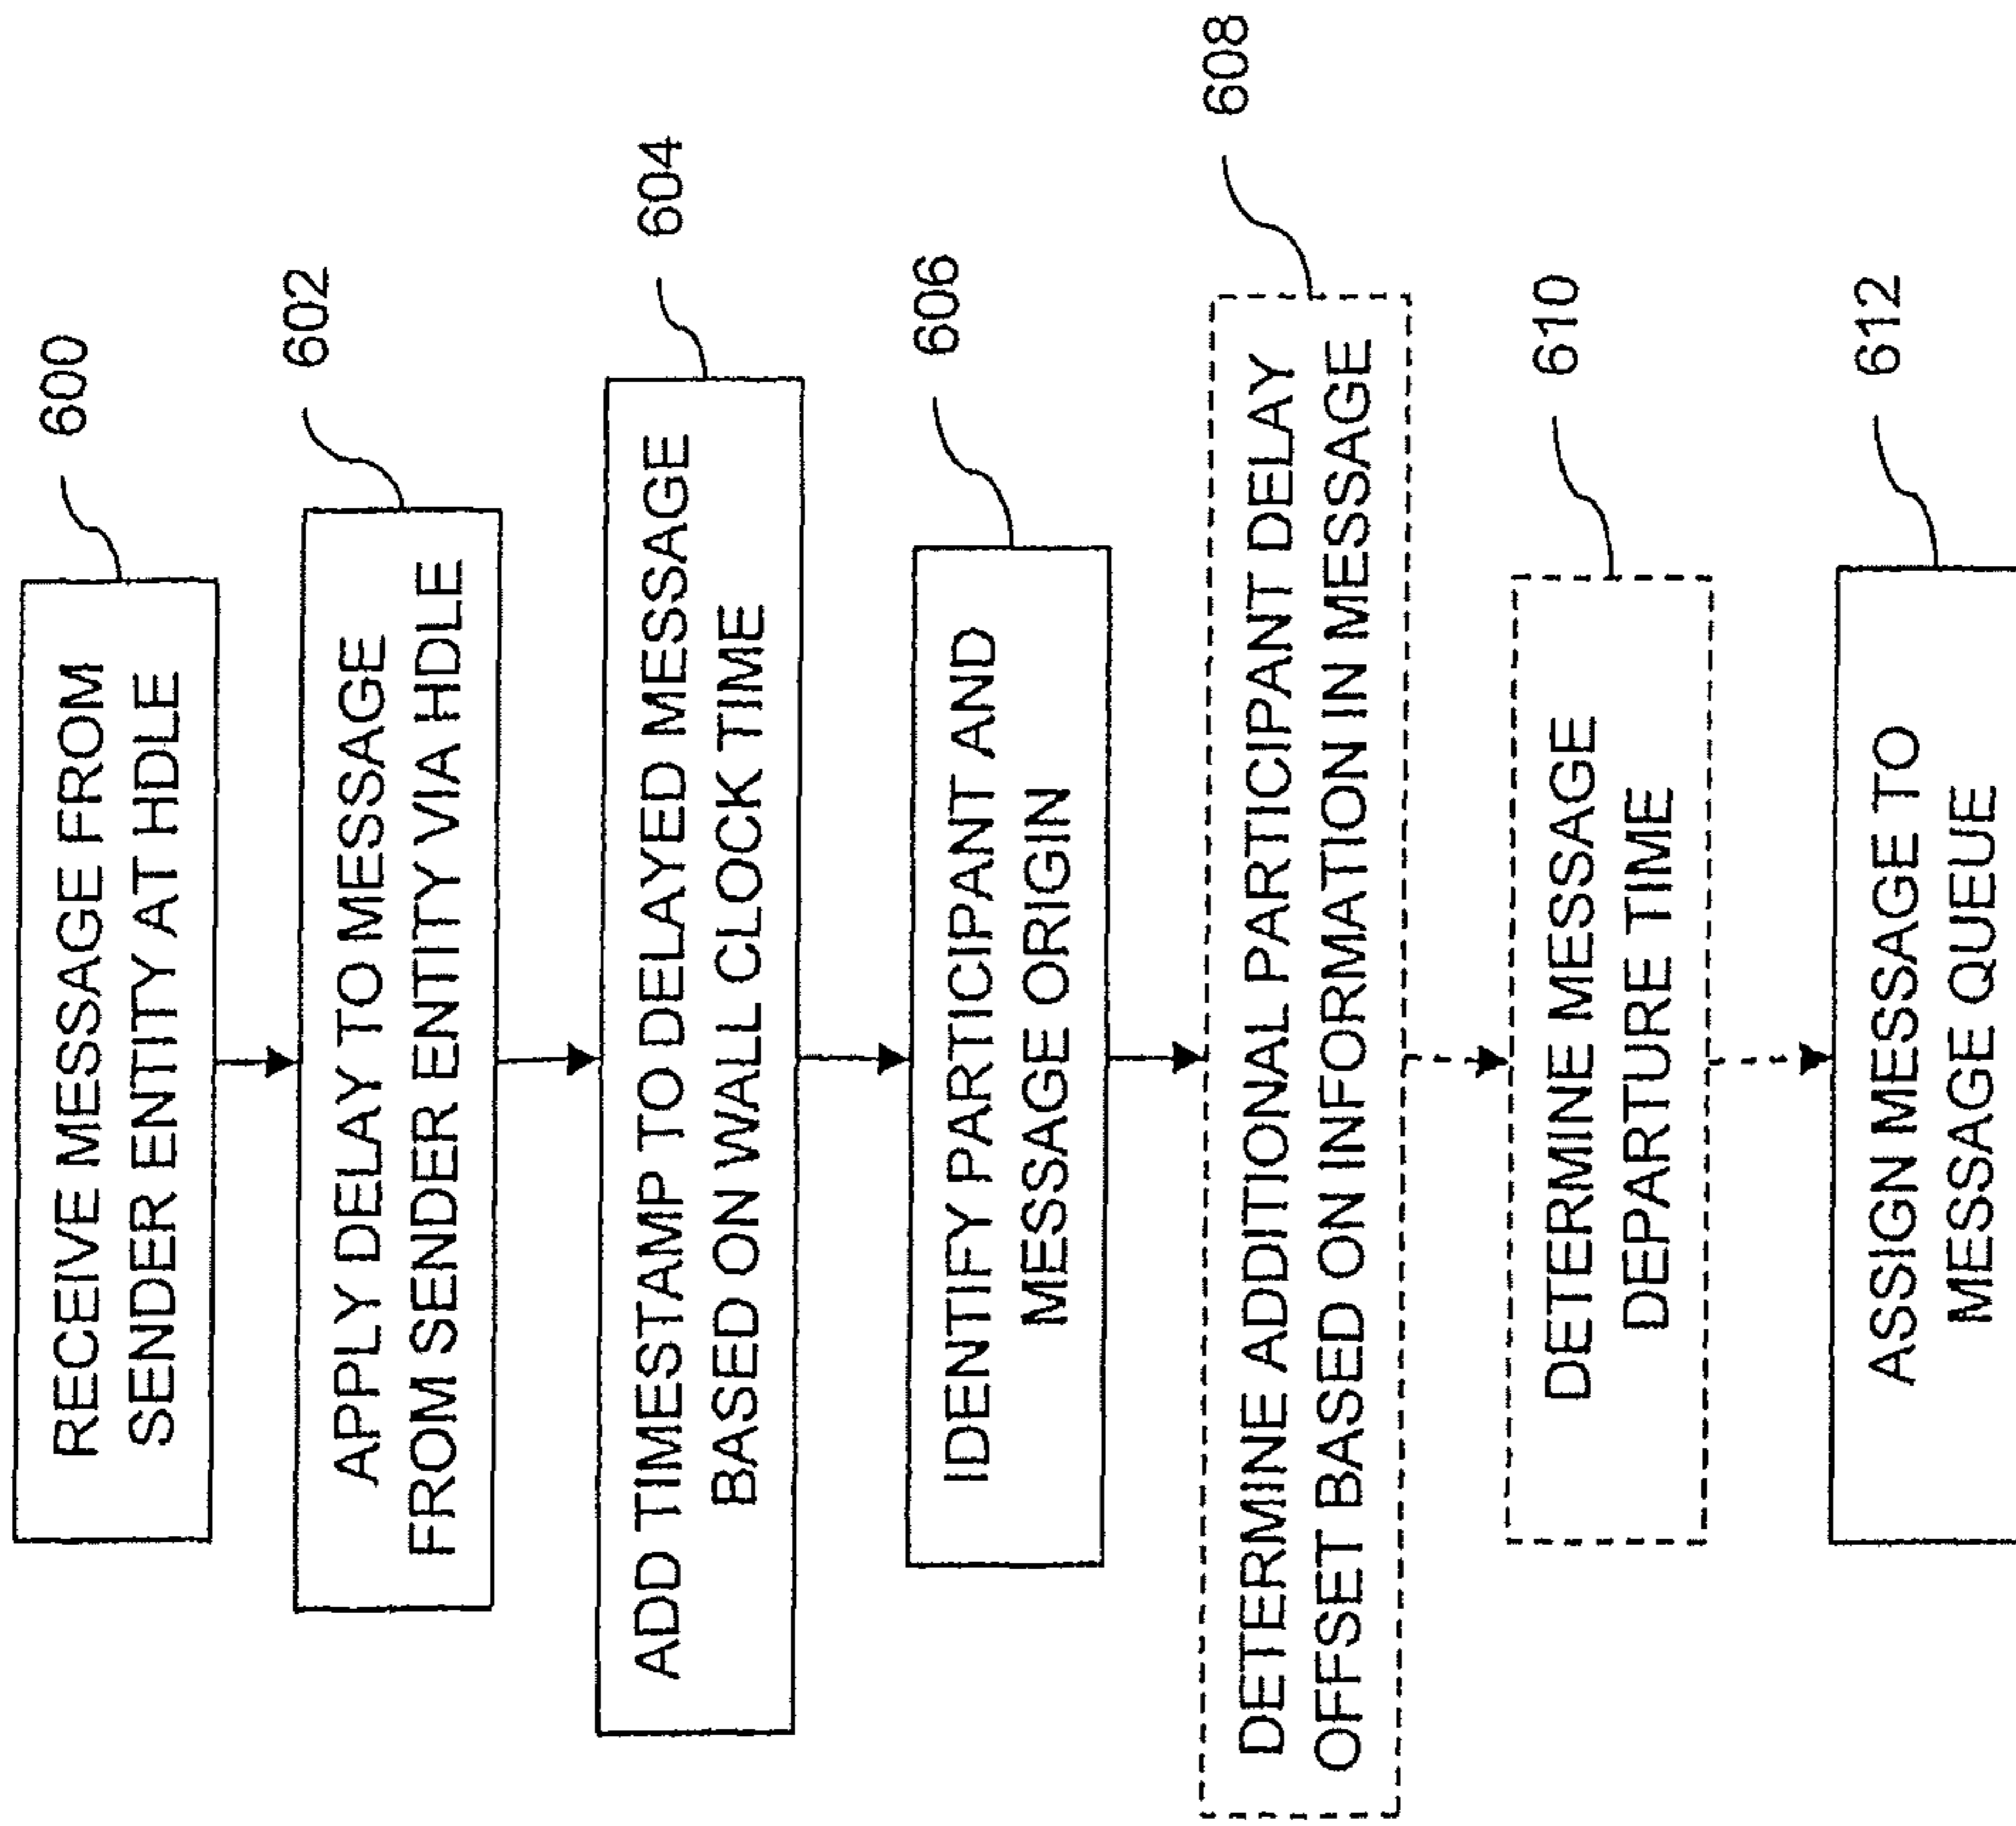 600
RECEIVE MESSAGE FROM
SENDER ENTITY AT HDLE
602
APPLY DELAY TO MESSAGE
FROM SENDER ENTITY VIA HDLE
604
ADD TIMESTAMP TO DELAYED MESSAGE
BASED ON WALL CLOCK TIME
606
IDENTIFY PARTICIPANT AND
MESSAGE ORIGIN
608
DETERMINE ADDITIONAL PARTICIPANT DELAY
OFFSET BASED ON INFORMATION IN MESSAGE
610
DETERMINE MESSAGE
DEPARTURE TIME
612
ASSIGN MESSAGE TO
MESSAGE QUEUE